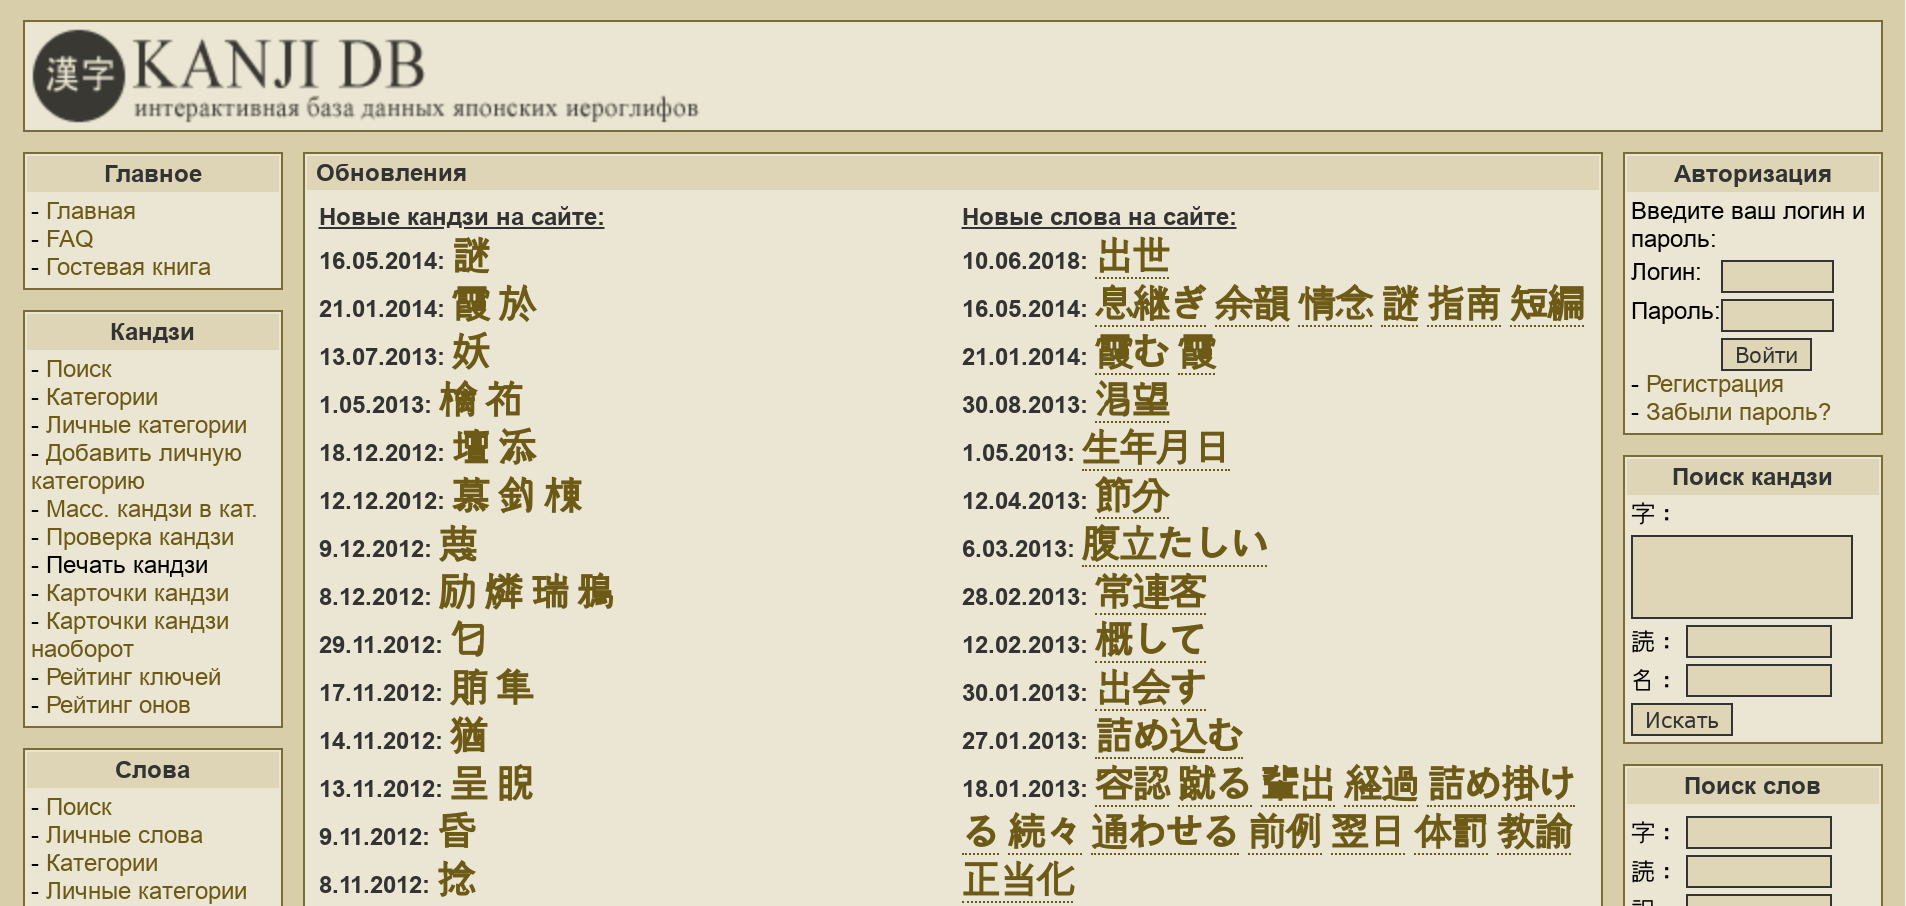 漢字 KANJI DB
интерактивная база данных японских иероглифов
Главное
- Главная
- FAQ
- Гостевая книга
Кандзи
- Поиск
- Категории
- Личные категории
- Добавить личную
категорию
- Масс. кандзи в кат.
- Проверка кандзи
- Печать кандзи
- Карточки кандзи
- Карточки кандзи
наоборот
- Рейтинг ключей
- Рейтинг онов
Слова
- Поиск
- Личные слова
- Категории
- Личные категории
Обновления
Новые кандзи на сайте:
16.05.2014: 謎
21.01.2014: 霞 於
13.07.2013: 妖
1.05.2013: 檎 祐
18.12.2012: 壇 添
12.12.2012: 慕 釣 棟
9.12.2012: 蔑
8.12.2012: 励 燐 瑞 鴉
29.11.2012: 匂
17.11.2012: 賄 隼
14.11.2012: 猶
13.11.2012: 呈 睨
9.11.2012: 昏
8.11.2012: 捻
Новые слова на сайте:
10.06.2018: 出世
16.05.2014: 息継ぎ 余韻 情念 謎 指南 短編
21.01.2014: 霞む 霞
30.08.2013: 渇望
1.05.2013: 生年月日
12.04.2013: 節分
6.03.2013: 腹立たしい
28.02.2013: 常連客
12.02.2013: 概して
30.01.2013: 出会す
27.01.2013: 詰め込む
18.01.2013: 容認 蹴る 輩出 経過 詰め掛け
る 続々 通わせる 前例 翌日 体罰 教諭
正当化
Авторизация
Введите ваш логин и
пароль:
Логин:
Пароль:
Войти
- Регистрация
- Забыли пароль?
Поиск кандзи
字：
読：
名：
Искать
Поиск слов
字：
読：